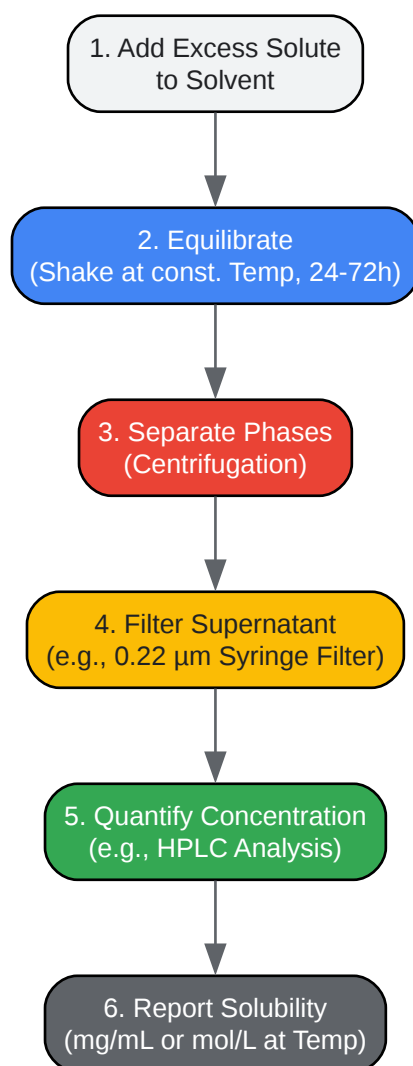 1. Add Excess Solute
to Solvent
2. Equilibrate
(Shake at const. Temp, 24-72h)
3. Separate Phases
(Centrifugation)
4. Filter Supernatant
(e.g., 0.22 µm Syringe Filter)
5. Quantify Concentration
(e.g., HPLC Analysis)
6. Report Solubility
(mg/mL or mol/L at Temp)